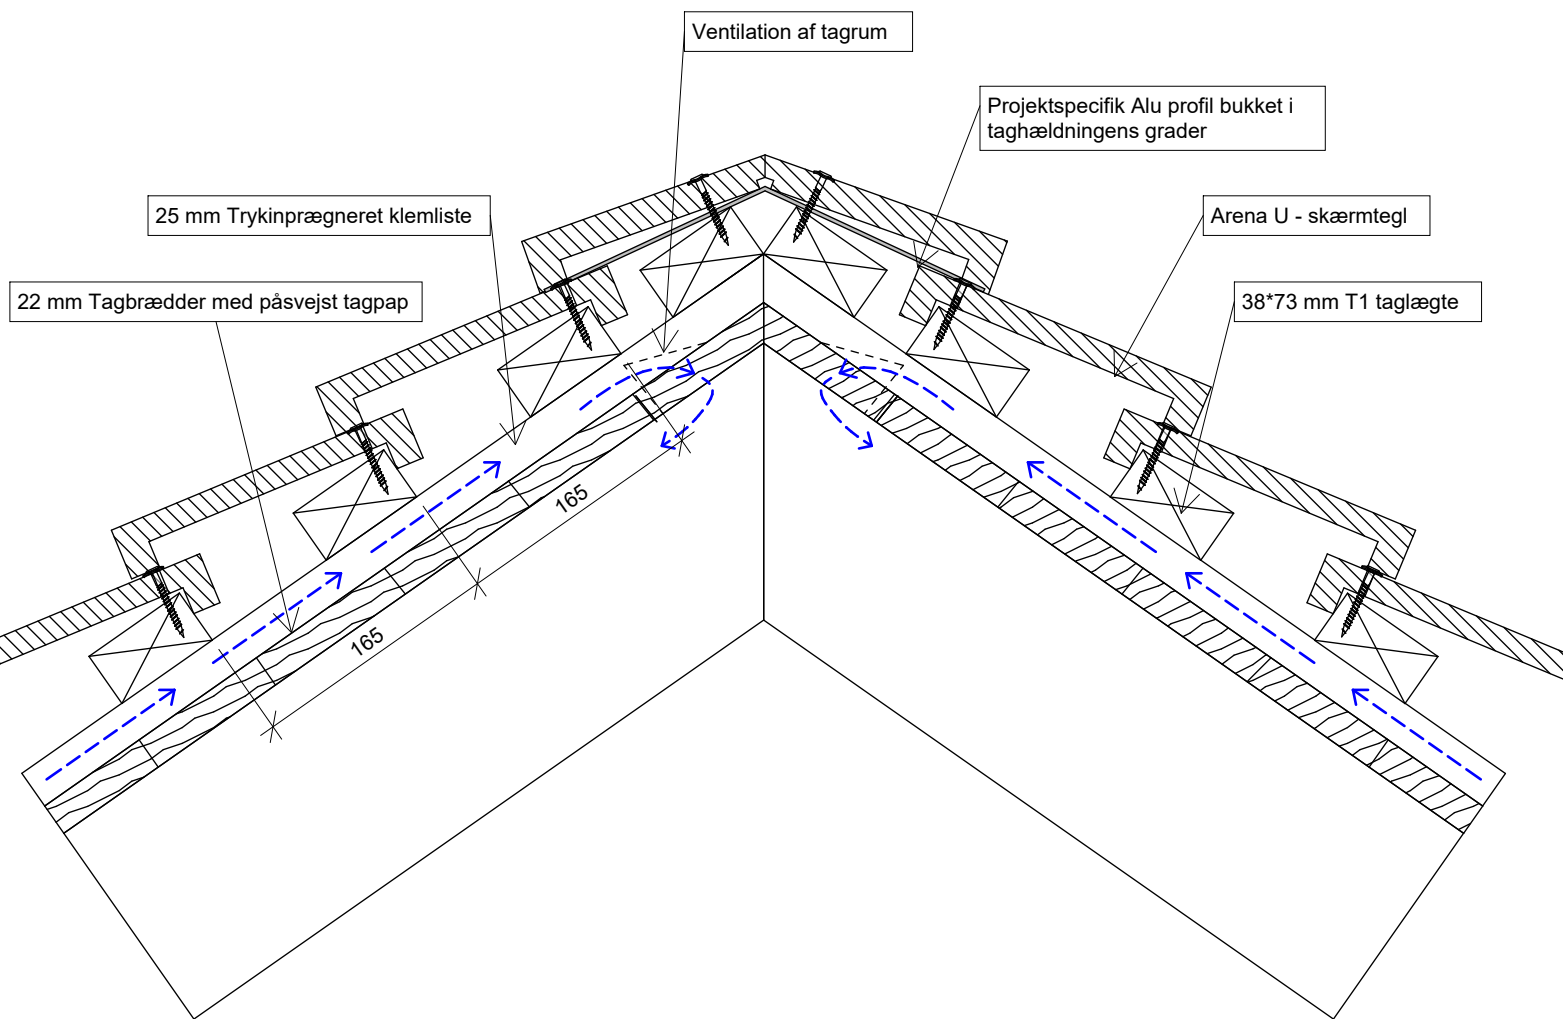 Ventilation af tagrum
Projektspecifik Alu profil bukket i
taghældningens grader
25 mm Trykinprægneret klemliste
Arena U - skærmtegl
22 mm Tagbrædder med påsvejst tagpap
38*73 mm T1 taglægte
165
165